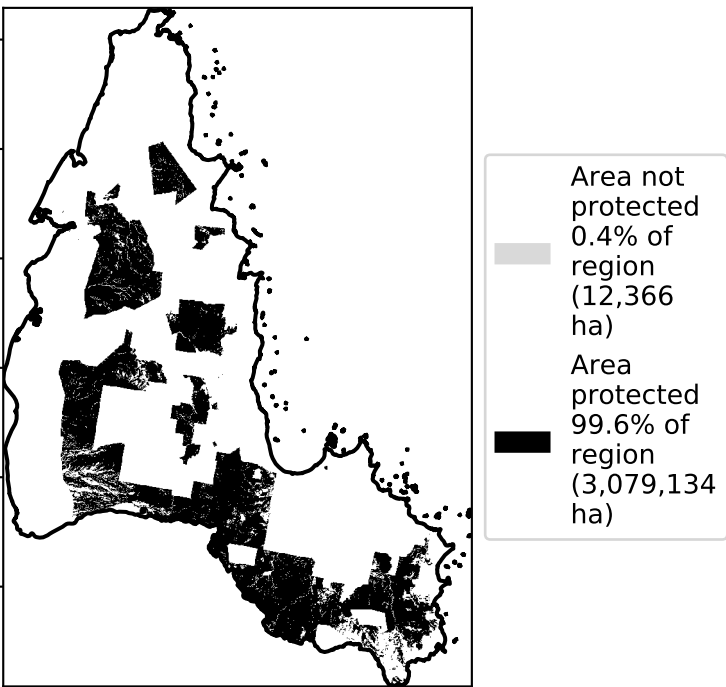 Area not
protected
0.4% of
region
(12,366
ha)
Area
protected
99.6% of
region
(3,079,134
ha)